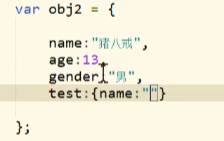 var obj2 = {
name:"猪八戒",
age:13,
gender:"男",
test:{name:""}
};